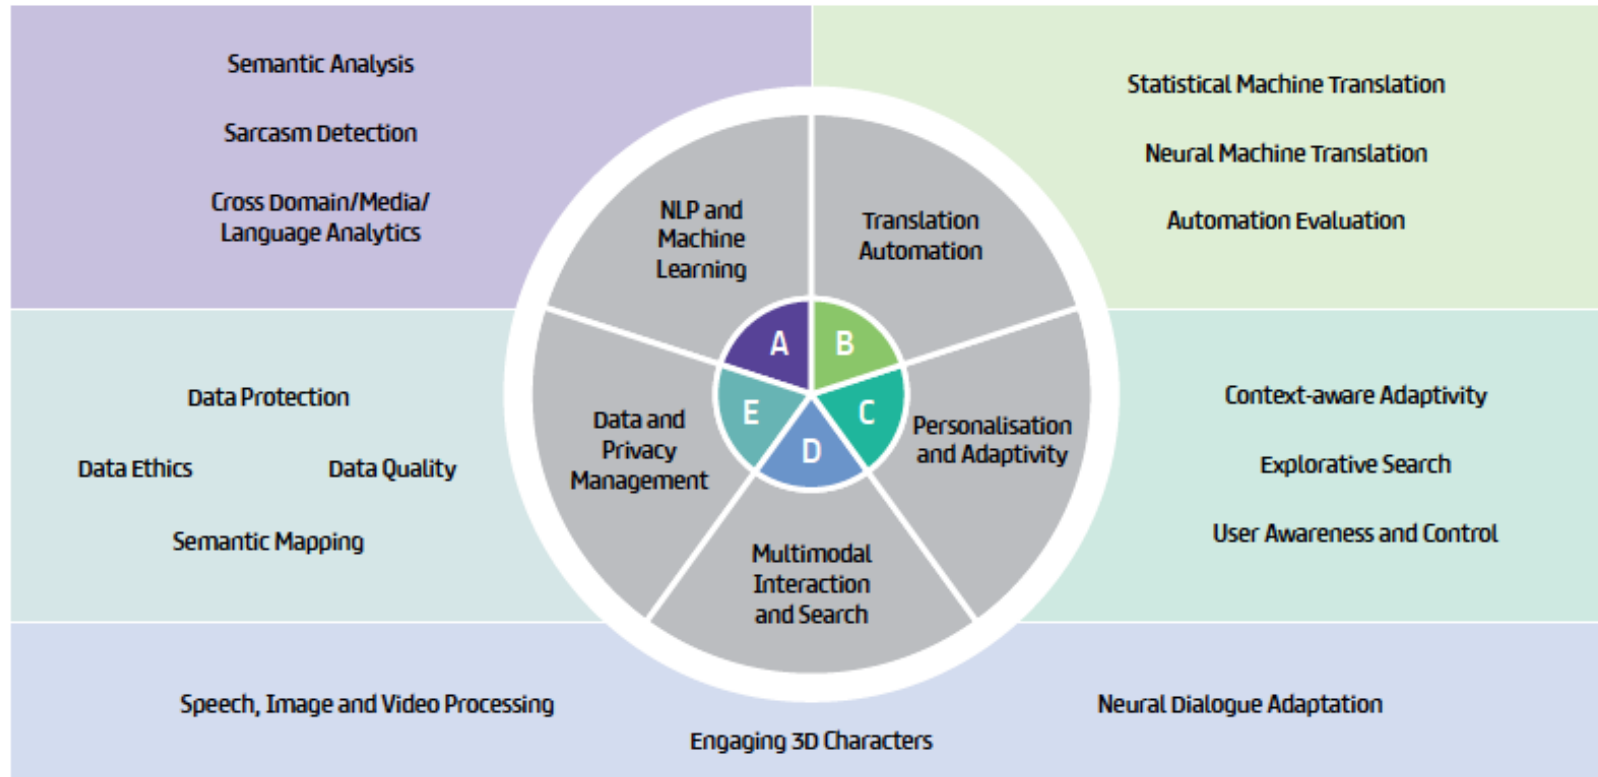 Semantic Analysis
Sarcasm Detection
Cross Domain/Media/
Language Analytics
Statistical Machine Translation
Neural Machine Translation
Automation Evaluation
NLP and
Machine
Learning
Translation
Automation
A
B
E
C
D
Data and
Privacy
Management
Personalisation
and Adaptivity
Multimodal
Interaction
and Search
Data Protection
Data Ethics
Data Quality
Semantic Mapping
Context-aware Adaptivity
Explorative Search
User Awareness and Control
Speech, Image and Video Processing
Engaging 3D Characters
Neural Dialogue Adaptation